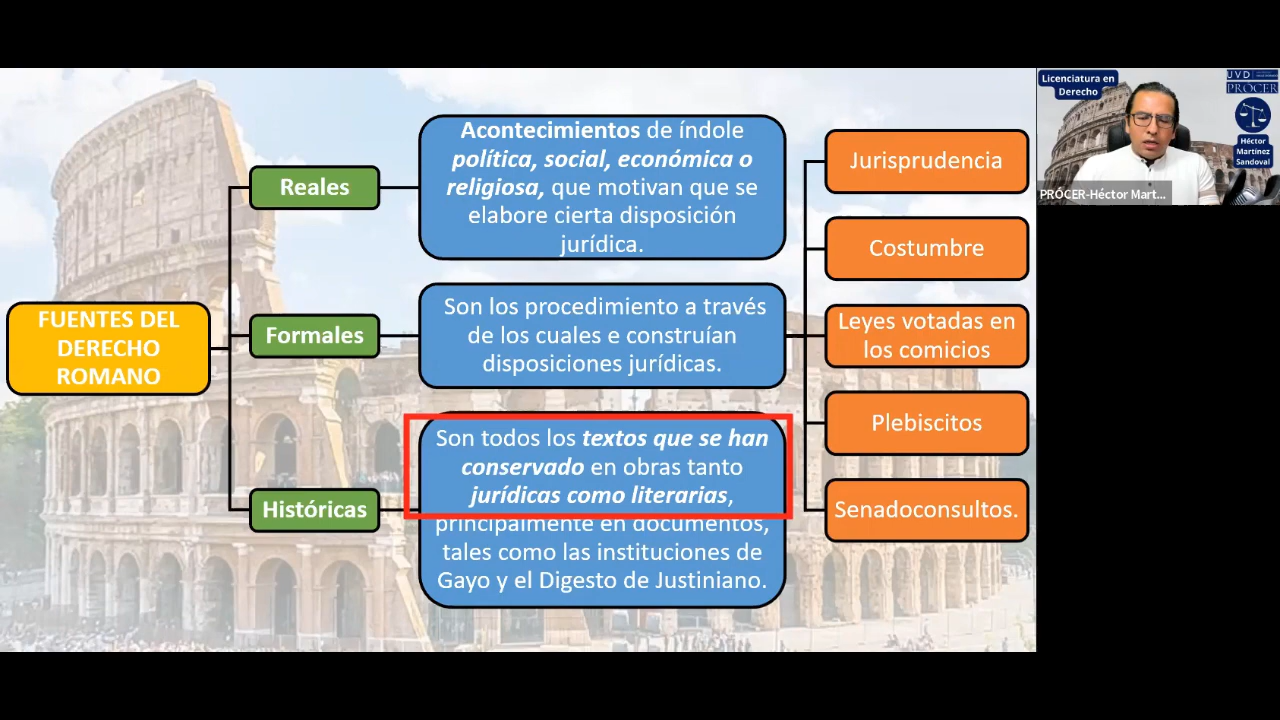 FUENTES DEL
DERECHO
ROMANO
Reales
Acontecimientos de índole
política, social, económica o
religiosa, que motivan que se
elabore cierta disposición
jurídica.
Formales
Son los procedimiento a través
de los cuales e construían
disposiciones jurídicas.
Jurisprudencia
Costumbre
Leyes votadas en
los comicios
Plebiscitos
Senadoconsultos.
Históricas
Son todos los textos que se han
conservado en obras tanto
jurídicas como literarias,
principalmente en documentos,
tales como las instituciones de
Gayo y el Digesto de Justiniano.
Licenciatura en
Derecho
UVD
PRÓCER
Héctor
Martínez
Sandoval
PRÓCER-Héctor Mart...